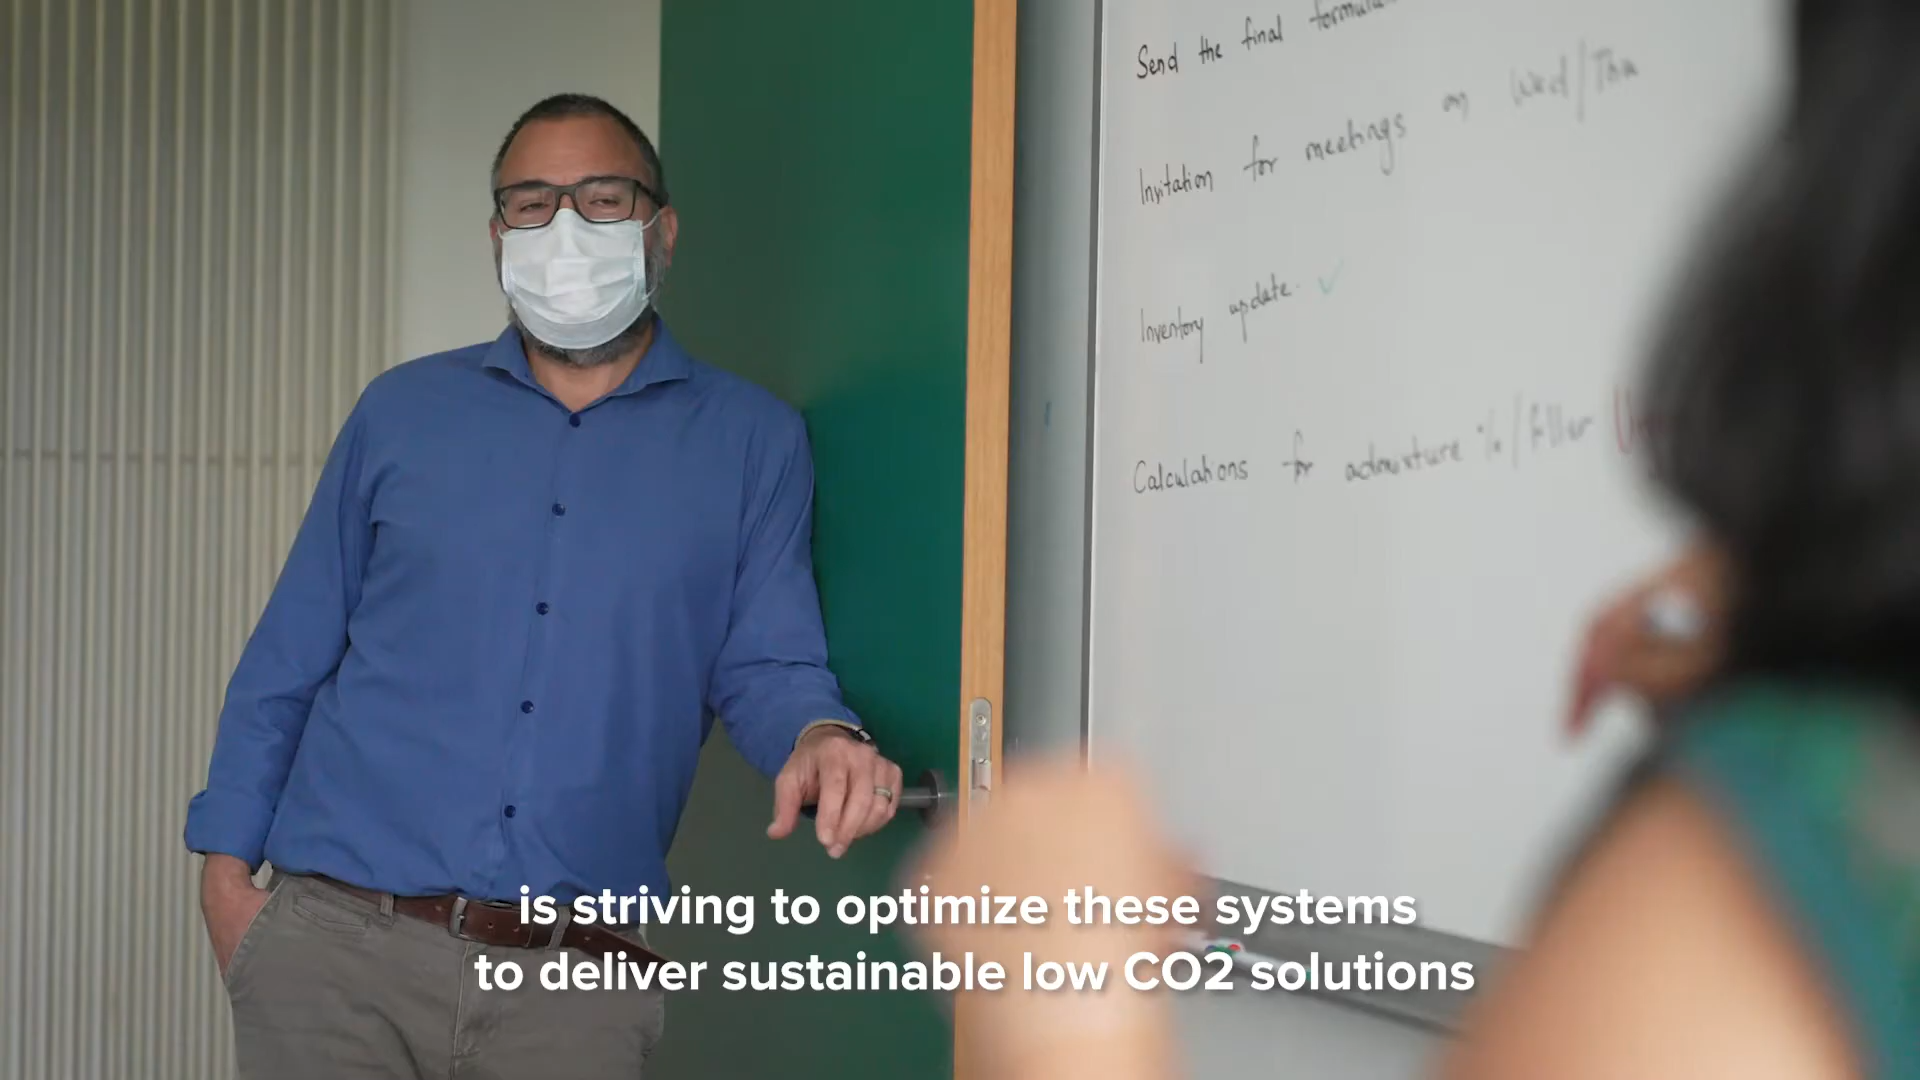 Send the final
Invitation for meetings on Wed/Thu
Inventory update. ✓
Calculations for admixture %/filler
is striving to optimize these systems
to deliver sustainable low CO2 solutions